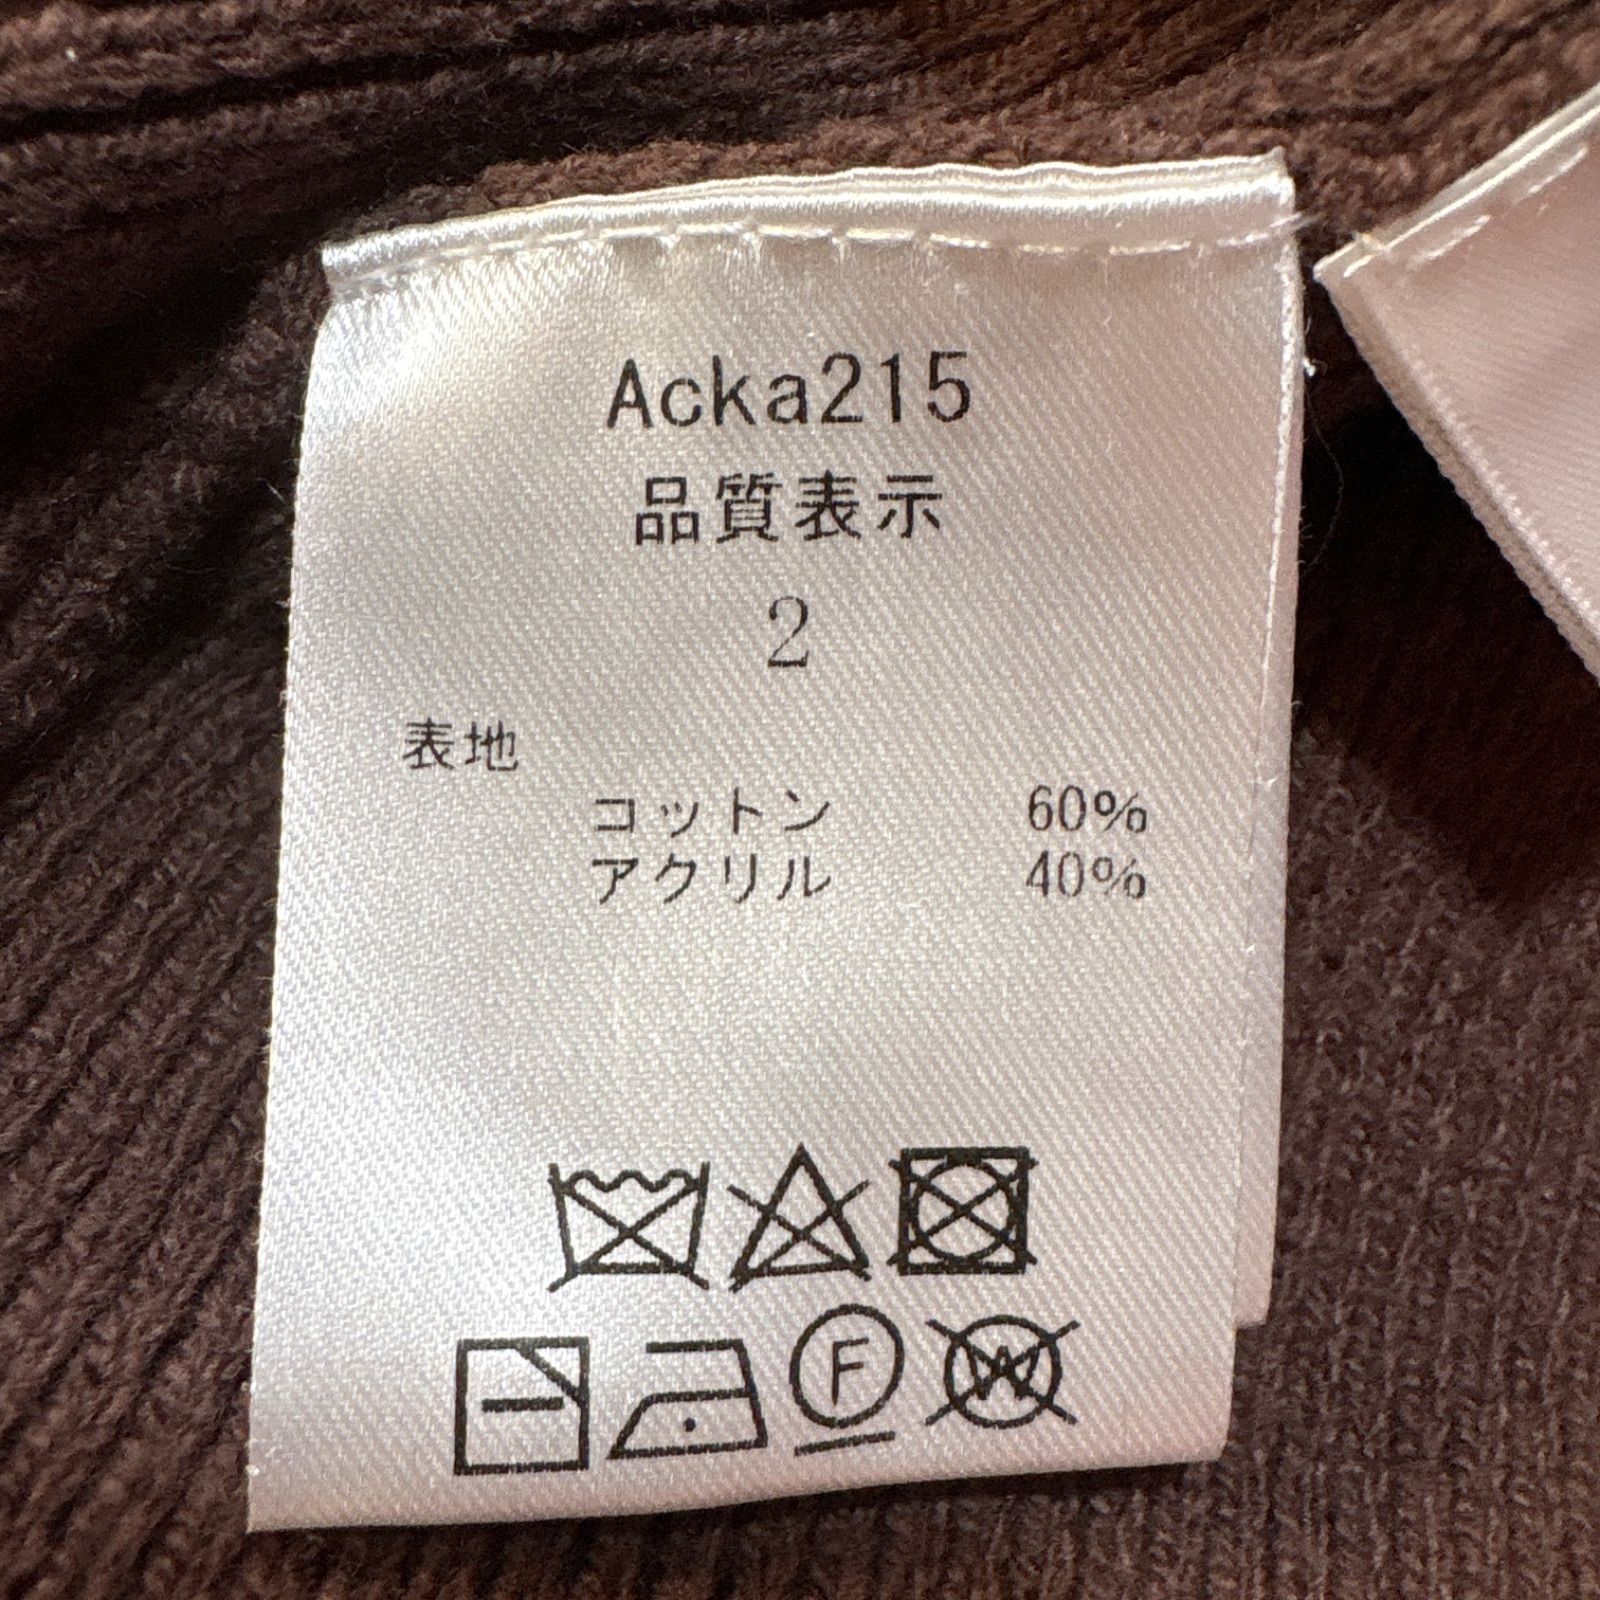 Acka215
品質表示
2
表地
コットン 60%
アクリル 40%
F W